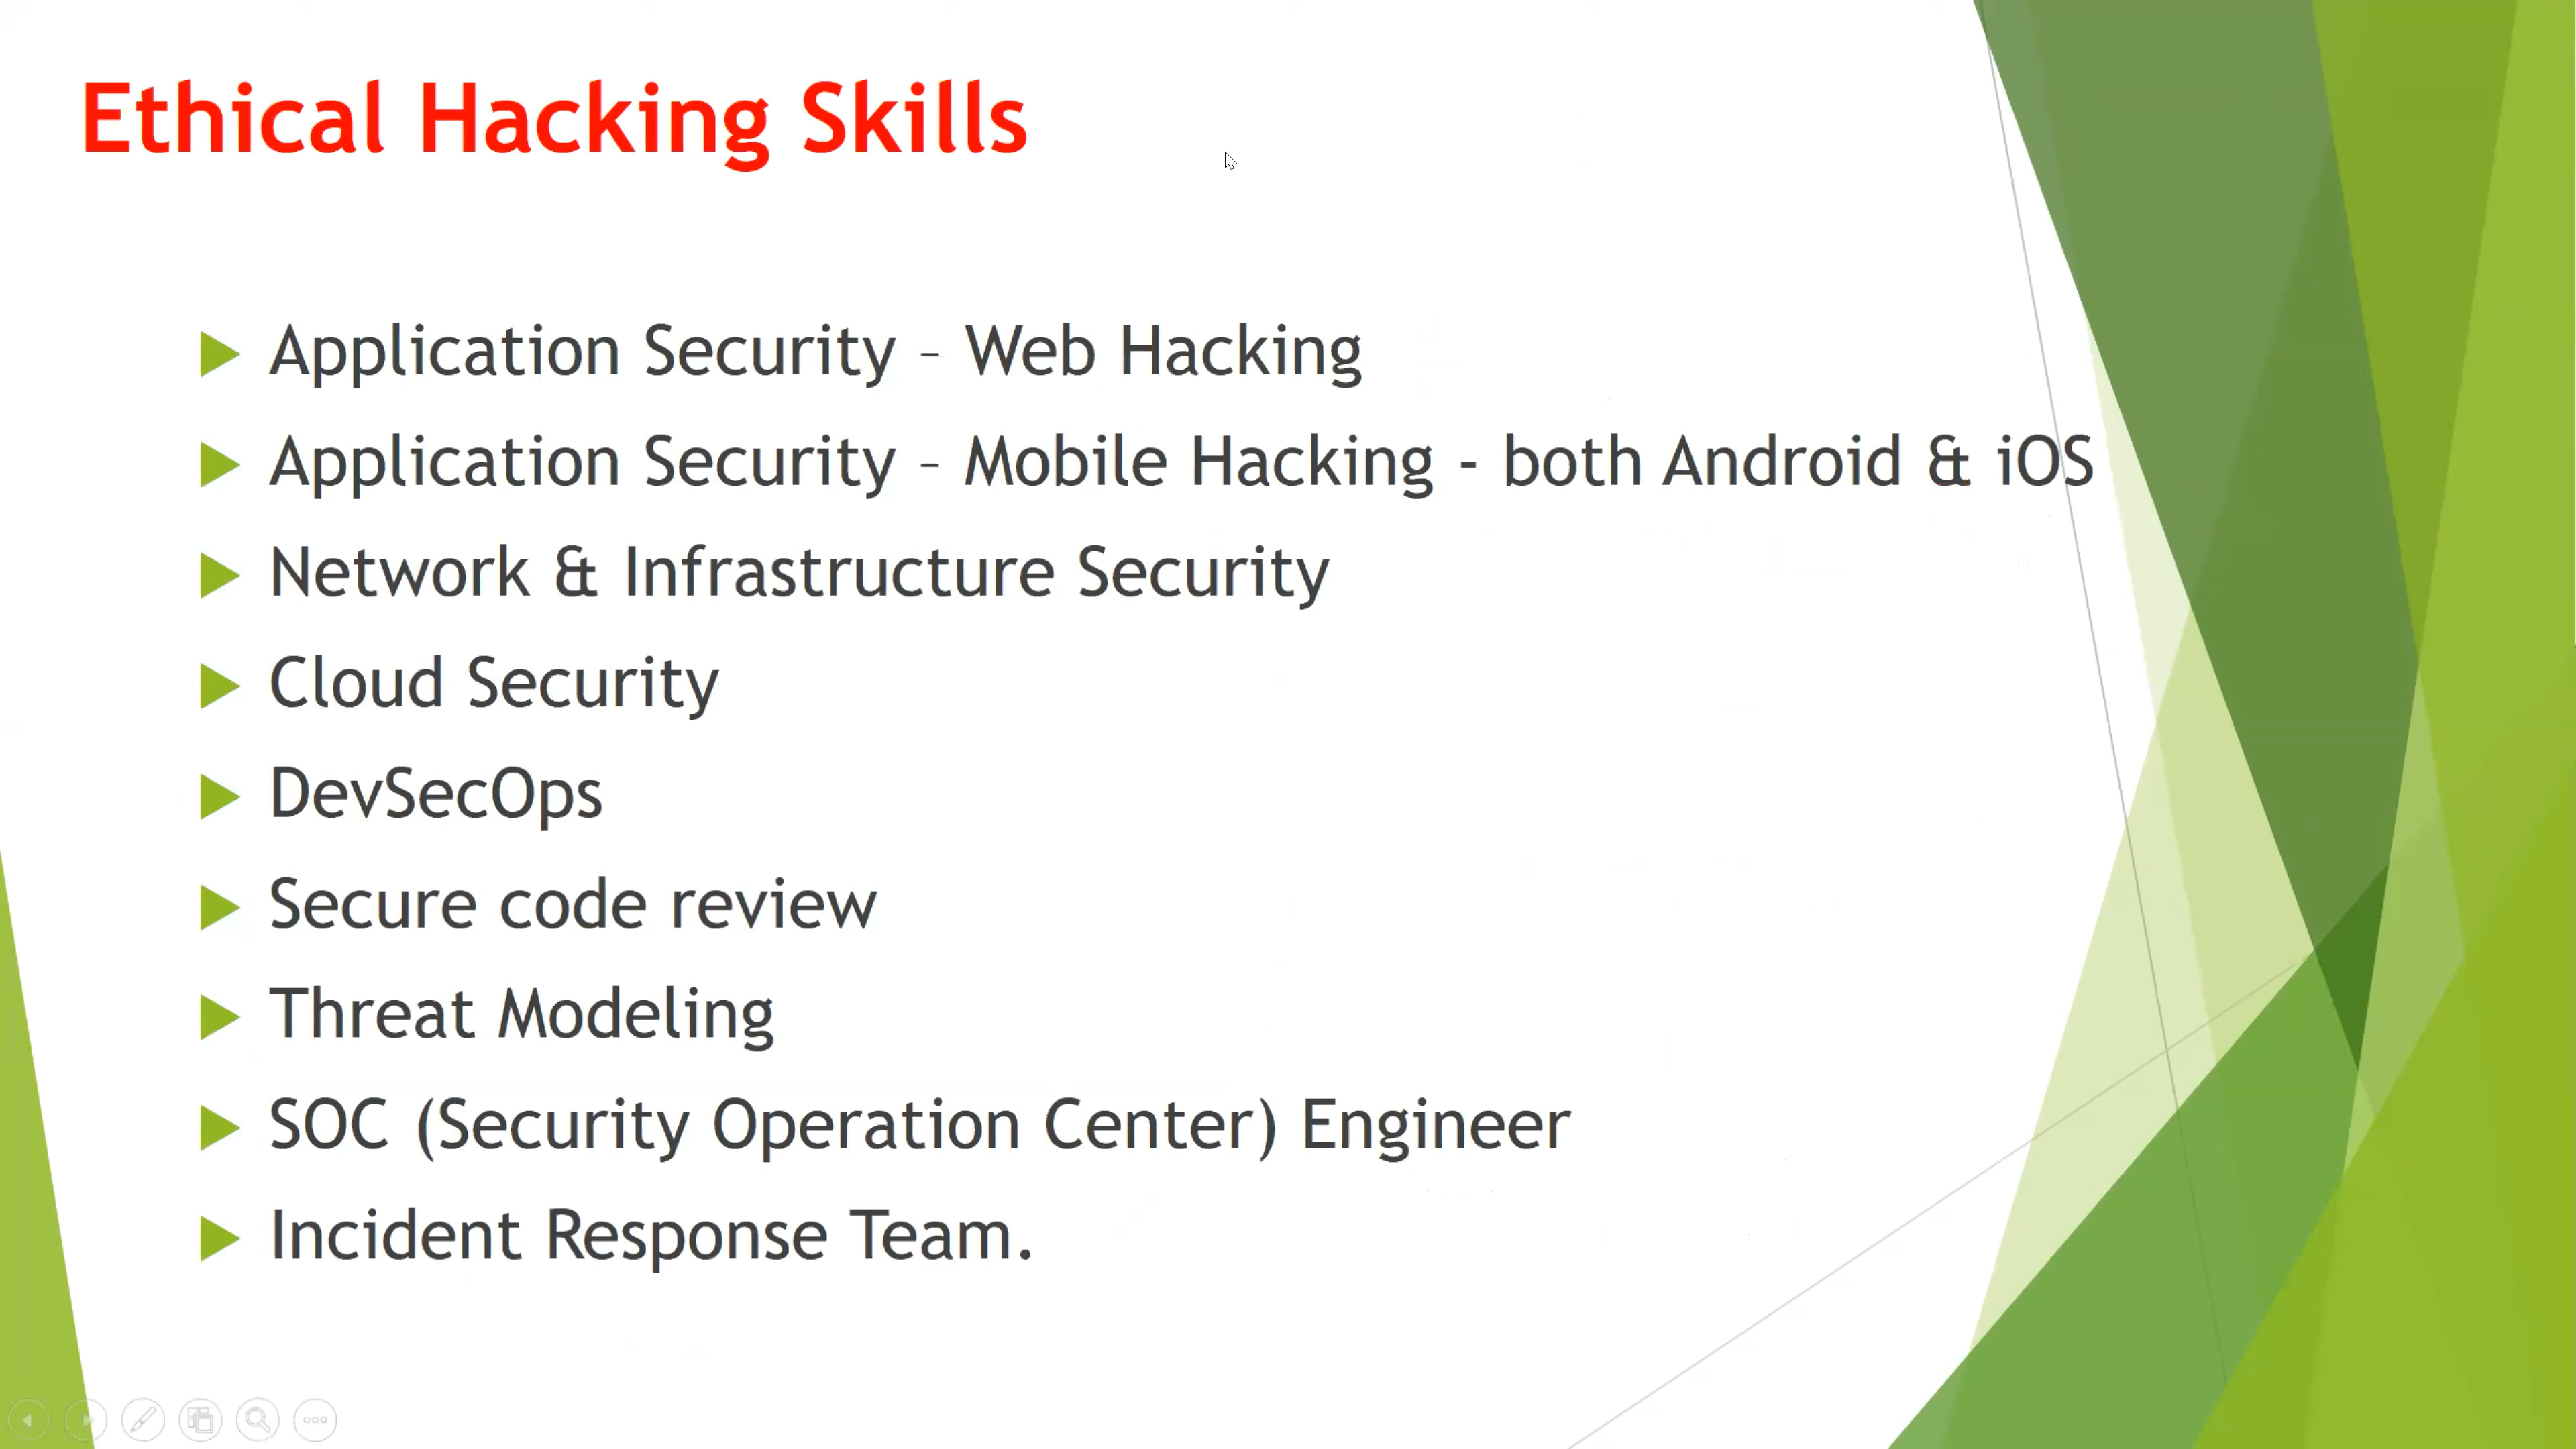 Ethical Hacking Skills
Application Security – Web Hacking
Application Security – Mobile Hacking - both Android & iOS
Network & Infrastructure Security
Cloud Security
DevSecOps
Secure code review
Threat Modeling
SOC (Security Operation Center) Engineer
Incident Response Team.